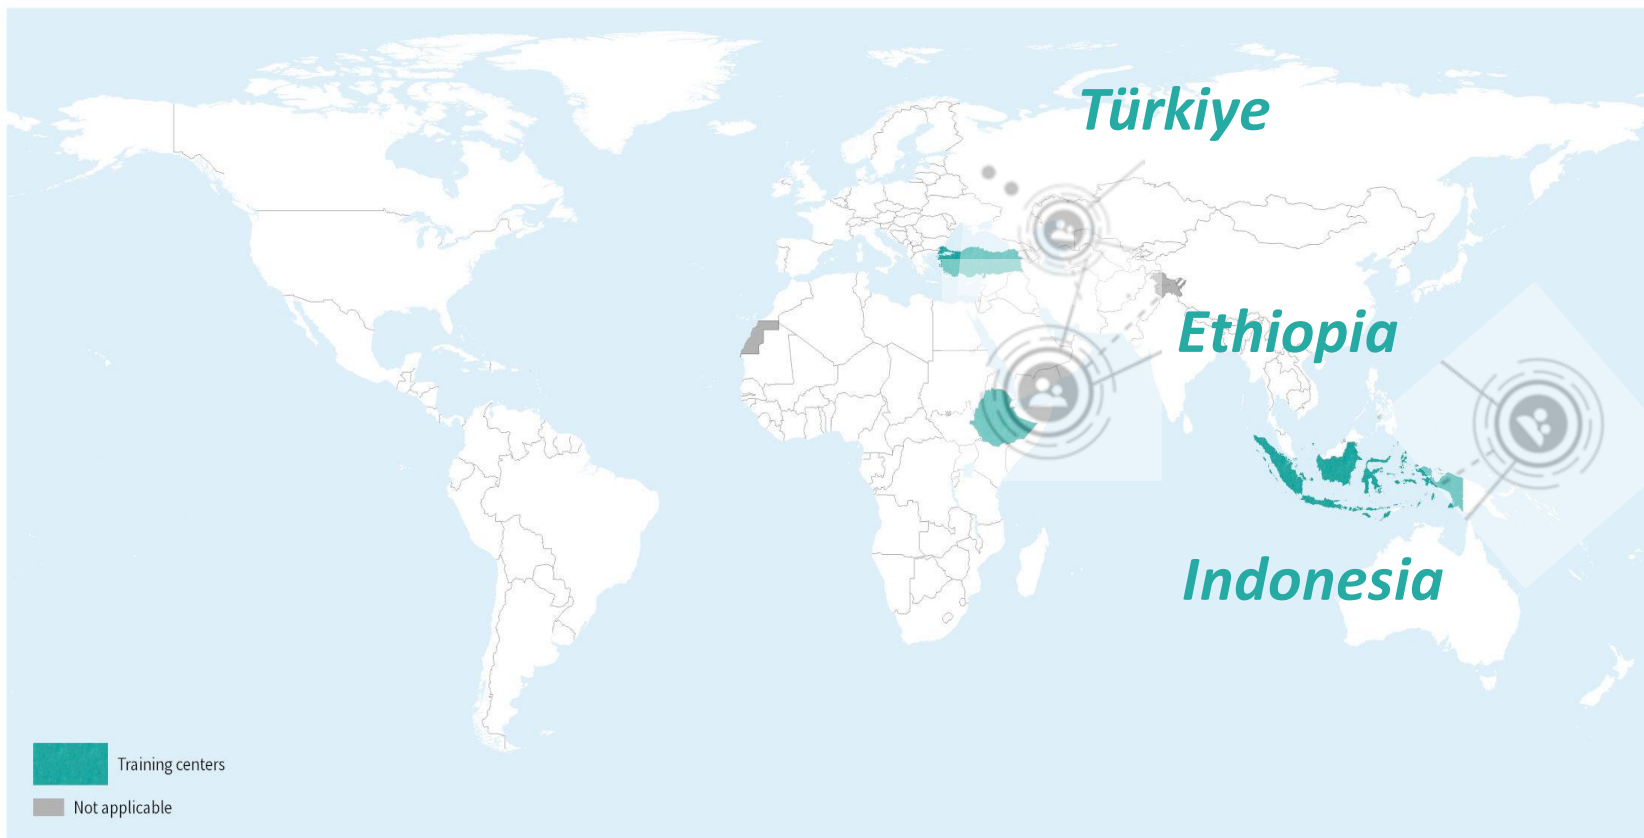 Türkiye
Ethiopia
Indonesia
Training centers
Not applicable